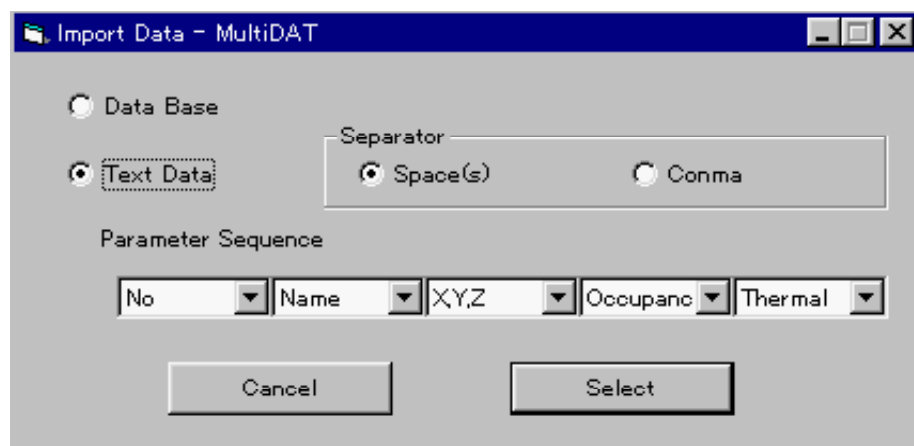 Import Data - MultiDAT
Data Base
Separator
Text Data
Space(s)
Conma
Parameter Sequence
No
Name
X,Y,Z
Occupanc
Thermal
Cancel
Select